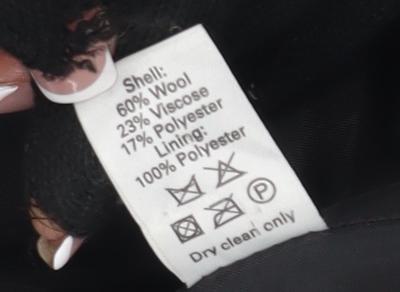 Shell:
60% Wool
23% Viscose
17% Polyester
Lining:
100% Polyester
P
Dry clean only